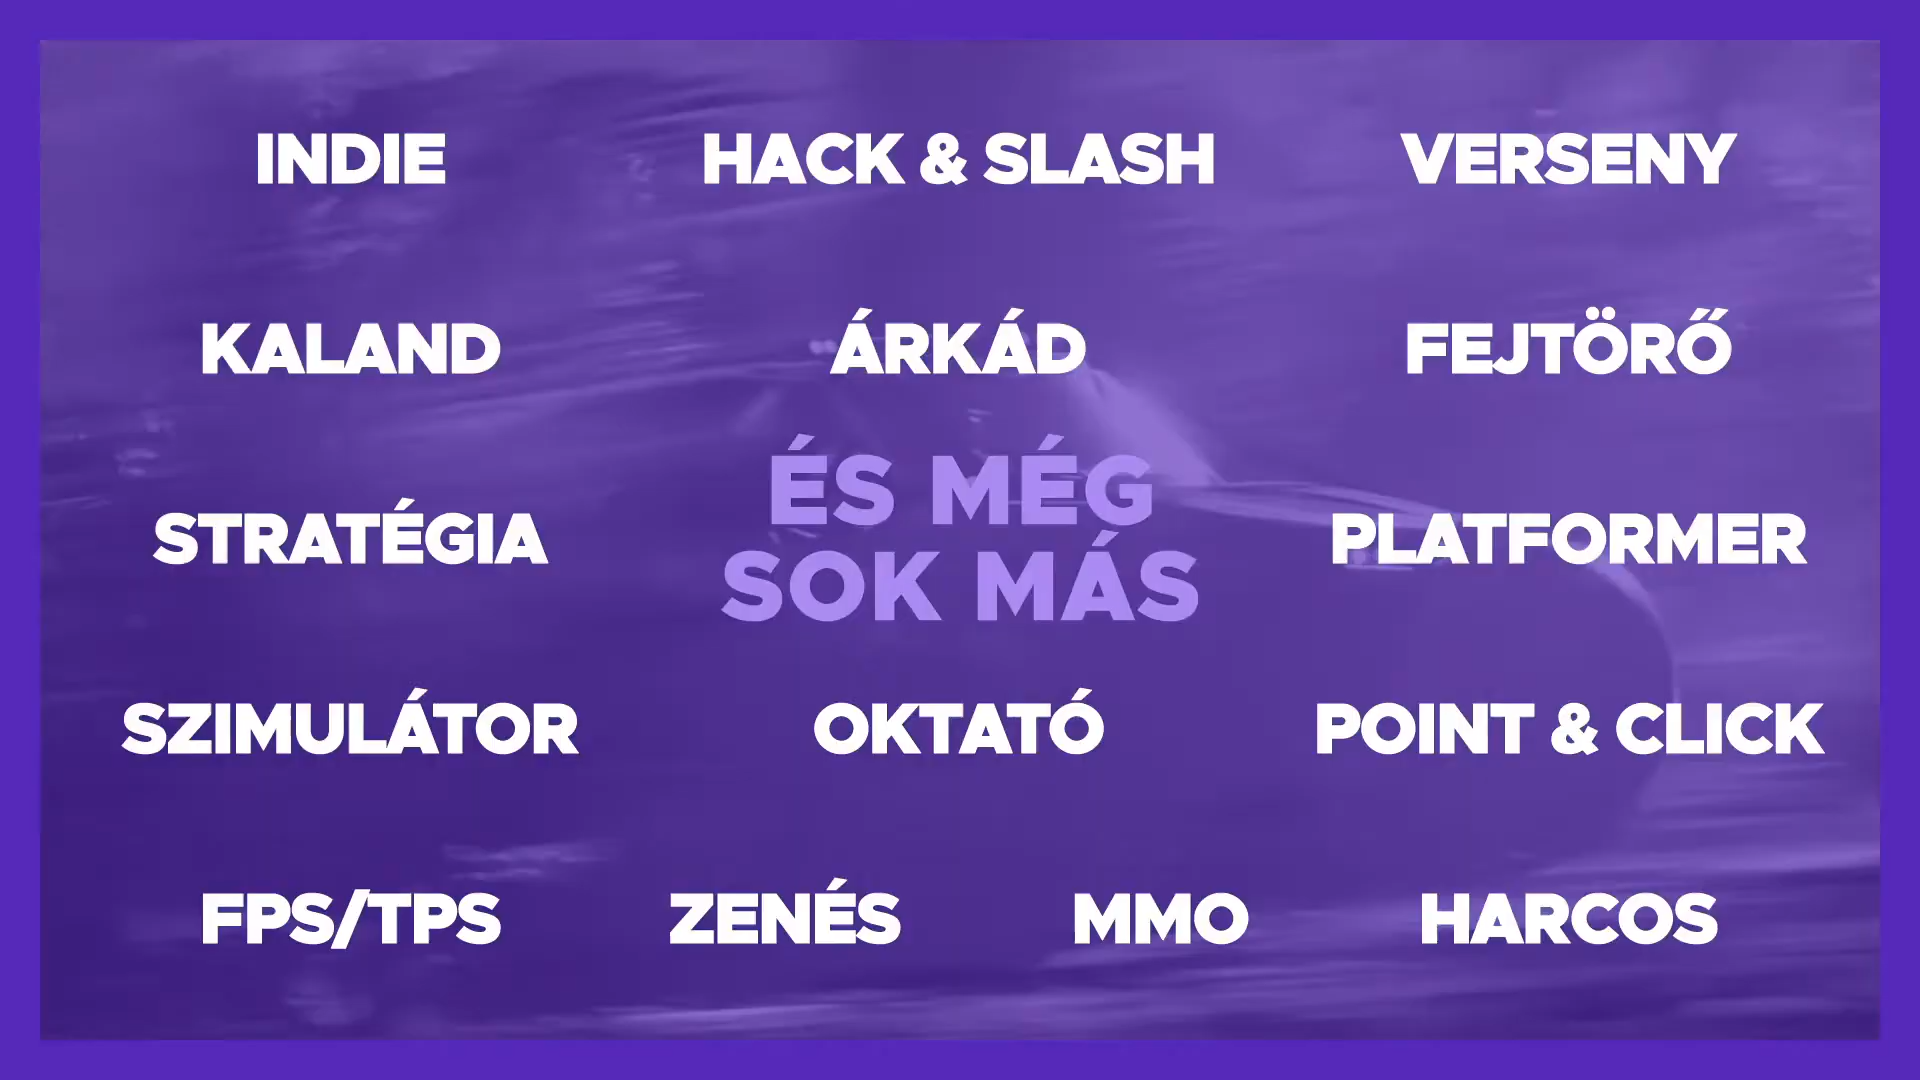 INDIE
HACK & SLASH
VERSENY
KALAND
ÁRKÁD
FEJTÖRŐ
ÉS MÉG
SOK MÁS
STRATÉGIA
PLATFORMER
SZIMULÁTOR
OKTATÓ
POINT & CLICK
FPS/TPS
ZENÉS
MMO
HARCOS